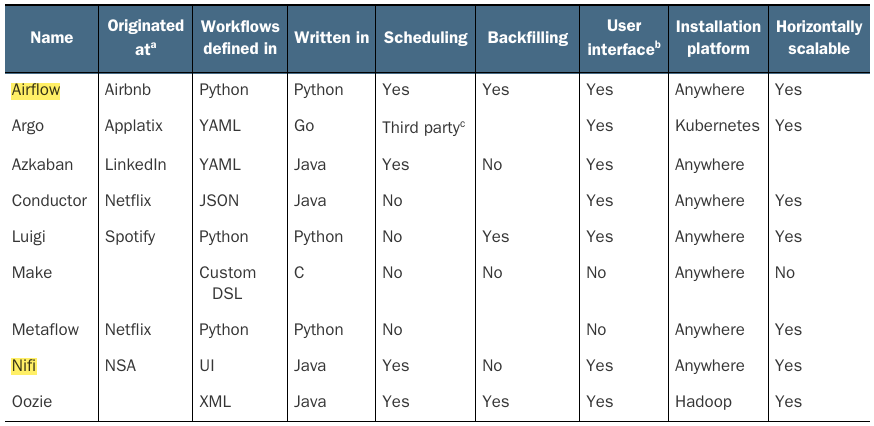 Name Originated at^a Workflows defined in Written in Scheduling Backfilling User interface^b Installation platform Horizontally scalable
Airflow Airbnb Python Python Yes Yes Yes Anywhere Yes
Argo Applatix YAML Go Third party^c Yes Kubernetes Yes
Azkaban LinkedIn YAML Java Yes No Yes Anywhere
Conductor Netflix JSON Java No Yes Anywhere Yes
Luigi Spotify Python Python No Yes Yes Anywhere Yes
Make Custom DSL C No No No Anywhere No
Metaflow Netflix Python Python No No Anywhere Yes
Nifi NSA UI Java Yes No Yes Anywhere Yes
Oozie XML Java Yes Yes Yes Hadoop Yes